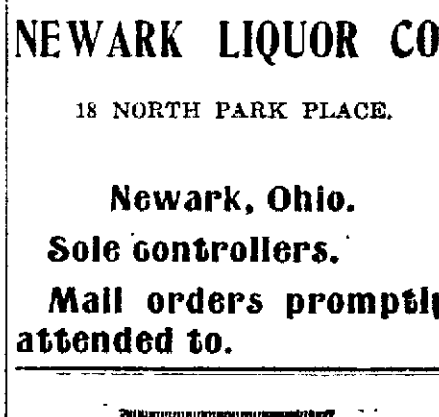 NEWARK LIQUOR CO
18 NORTH PARK PLACE.
Newark, Ohio.
Sole controllers.
Mail orders promptly
attended to.